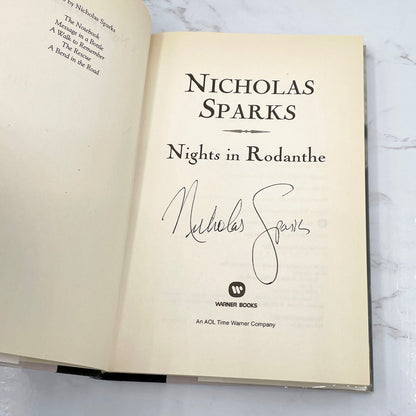 by Nicholas Sparks
The Notebook
Message in a Bottle
A Walk to Remember
The Rescue
A Bend in the Road
NICHOLAS
SPARKS
Nights in Rodanthe
Nicholas Sparks
W
WARNER BOOKS
An AOL Time Warner Company